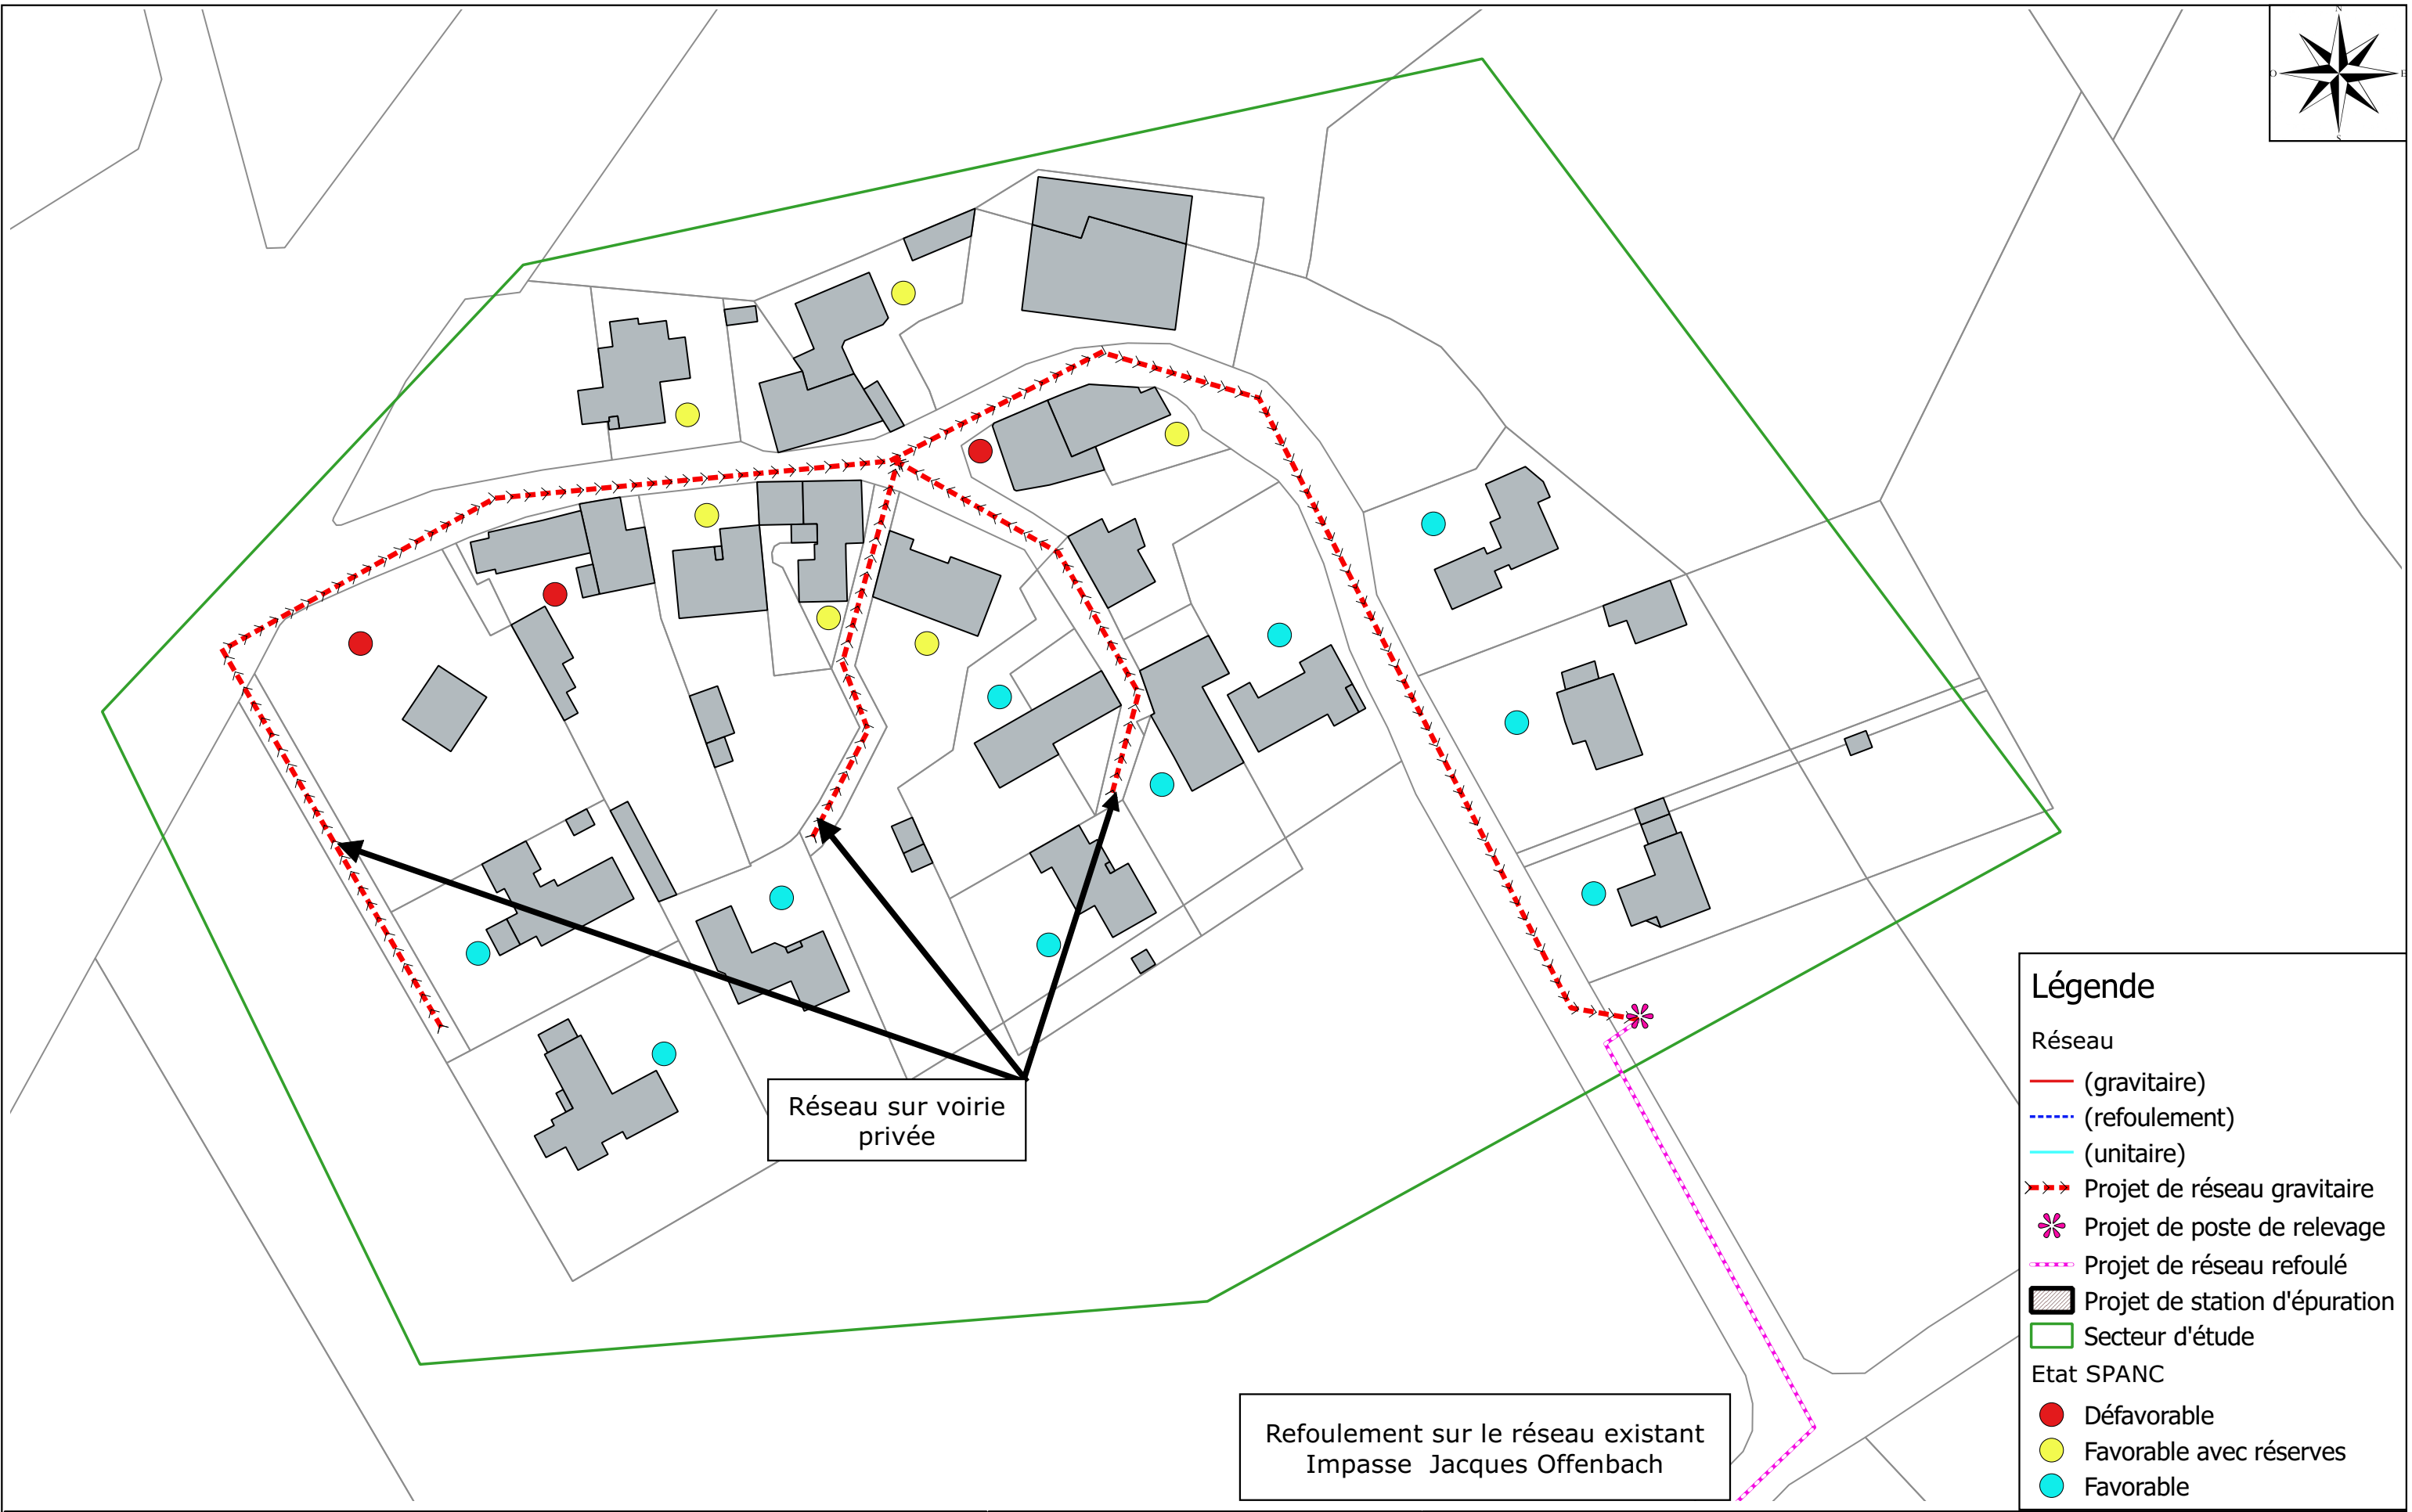 N
O
E
S
Réseau sur voirie
privée
Refoulement sur le réseau existant
Impasse  Jacques Offenbach
Légende
Réseau
(gravitaire)
(refoulement)
(unitaire)
Projet de réseau gravitaire
Projet de poste de relevage
Projet de réseau refoulé
Projet de station d'épuration
Secteur d'étude
Etat SPANC
Défavorable
Favorable avec réserves
Favorable